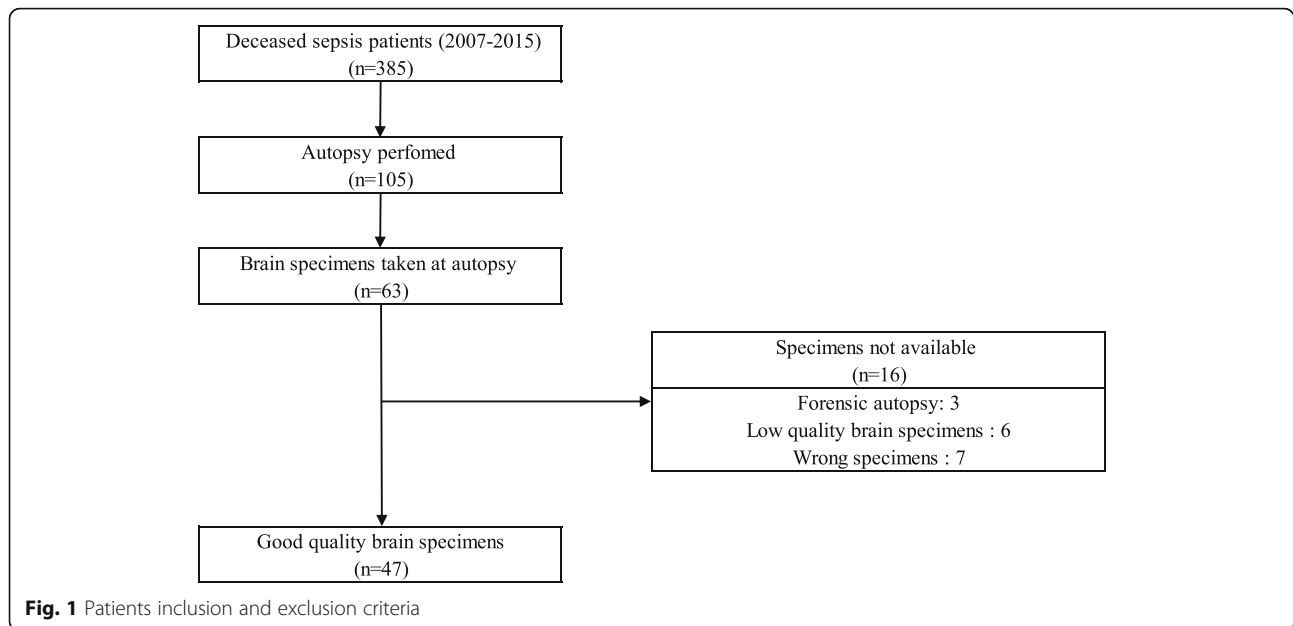 Deceased sepsis patients (2007-2015)
(n=385)
Autopsy perfomed
(n=105)
Brain specimens taken at autopsy
(n=63)
Specimens not available
(n=16)
Forensic autopsy: 3
Low quality brain specimens : 6
Wrong specimens : 7
Good quality brain specimens
(n=47)
Fig. 1 Patients inclusion and exclusion criteria